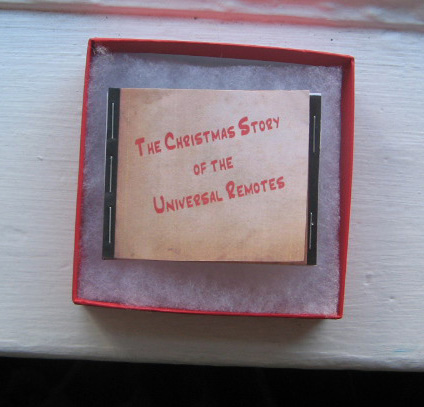 The Christmas Story
of the
Universal Remotes